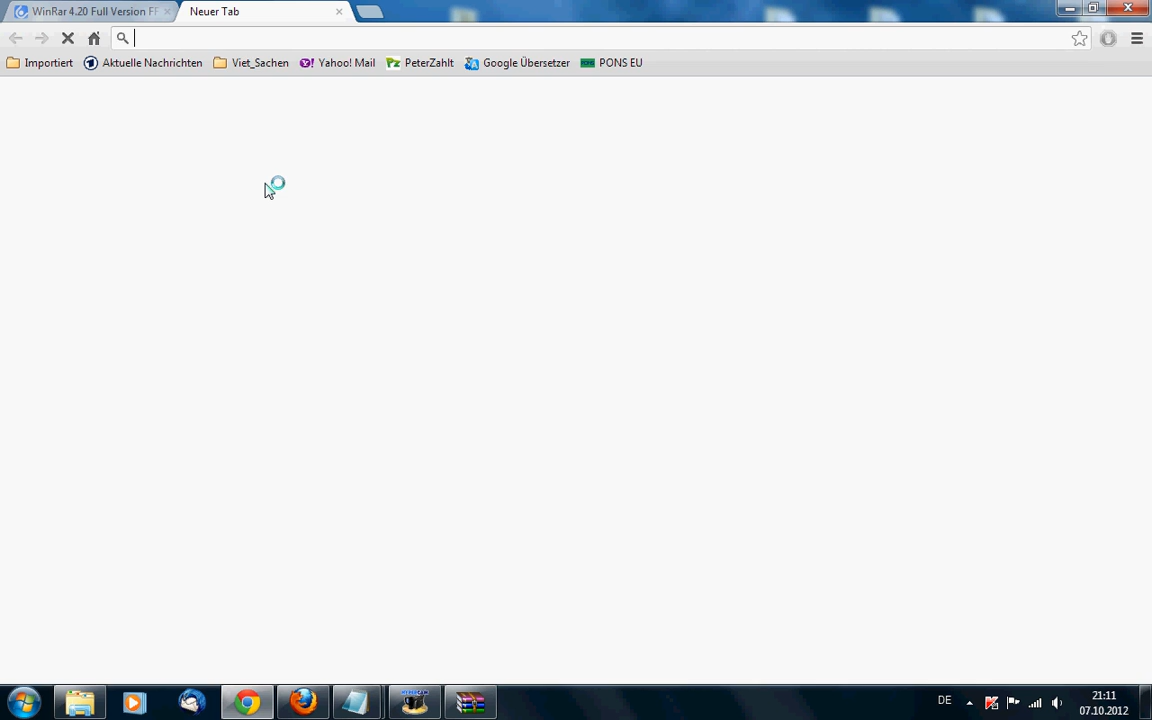 WinRar 4.20 Full Version FF
Neuer Tab
Importiert
Aktuelle Nachrichten
Viet_Sachen
Yahoo! Mail
PeterZahlt
Google Übersetzer
PONS EU
DE
21:11
07.10.2012